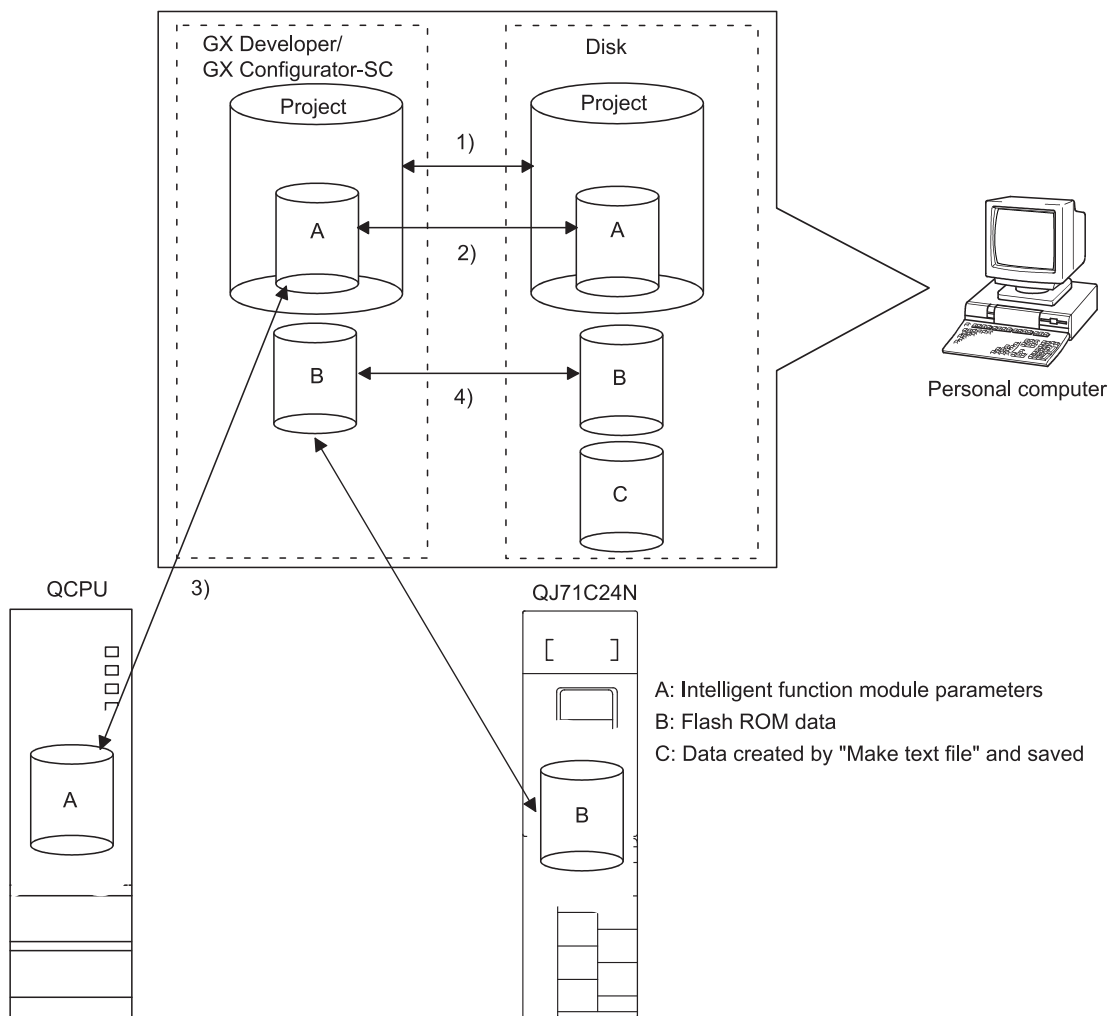 GX Developer/
GX Configurator-SC
Disk
Project
Project
1)
A
A
2)
B
B
4)
C
Personal computer
QCPU
3)
QJ71C24N
A: Intelligent function module parameters
B: Flash ROM data
C: Data created by "Make text file" and saved
A
B